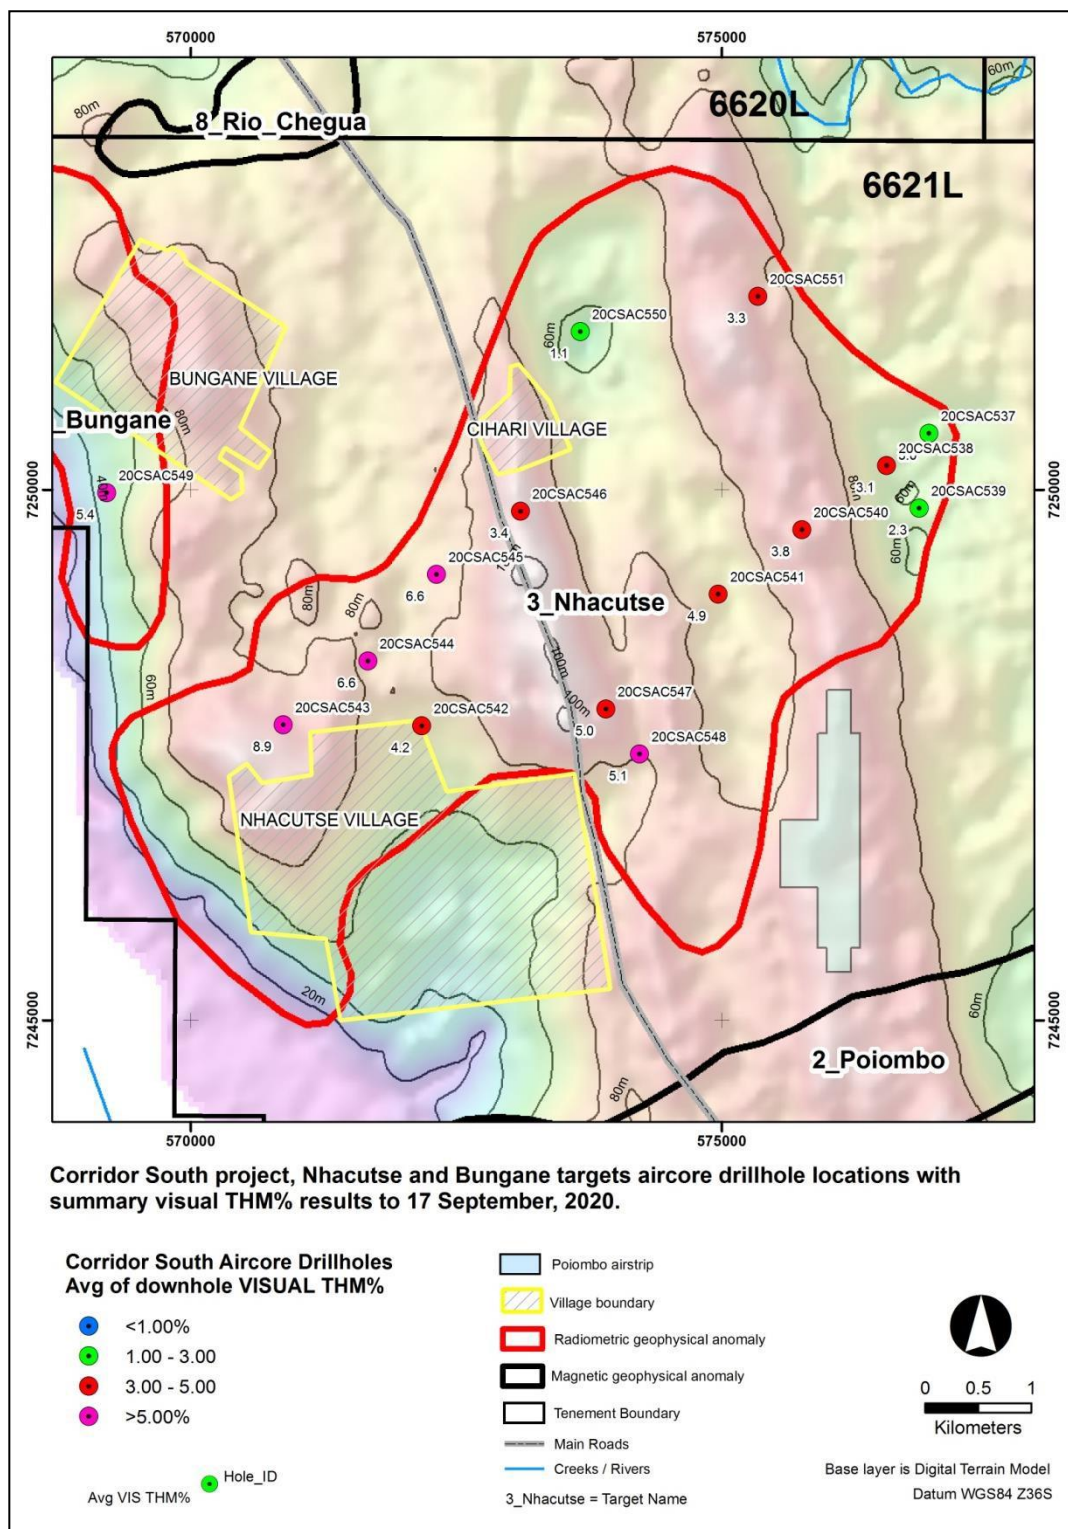 570000
575000
60m
80m
6620L
8_Rio_Chegua
6621L
20CSAC551
3.3
20CSAC550
60m
1.1
BUNGANE VILLAGE
_Bungane
80m
CIHARI VILLAGE
20CSAC537
20CSAC538
3.1
80m
60m
20CSAC539
2.3
20CSAC549
5.4
7250000
7250000
20CSAC546
3.4
20CSAC540
3.8
60m
20CSAC545
6.6
80m
80m
3_Nhacutse
20CSAC541
4.9
20CSAC544
6.6
100m
60m
20CSAC543
8.9
20CSAC542
4.2
100m
20CSAC547
5.0
20CSAC548
5.1
NHACUTSE VILLAGE
20m
60m
7245000
7245000
2_Poiombo
80m
570000
575000
Corridor South project, Nhacutse and Bungane targets aircore drillhole locations with
summary visual THM% results to 17 September, 2020.
Corridor South Aircore Drillholes
Avg of downhole VISUAL THM%
<1.00%
1.00 - 3.00
3.00 - 5.00
>5.00%
Hole_ID
Avg VIS THM%
Poiombo airstrip
Village boundary
Radiometric geophysical anomaly
Magnetic geophysical anomaly
Tenement Boundary
Main Roads
Creeks / Rivers
3_Nhacutse = Target Name
0 0.5 1
Kilometers
Base layer is Digital Terrain Model
Datum WGS84 Z36S